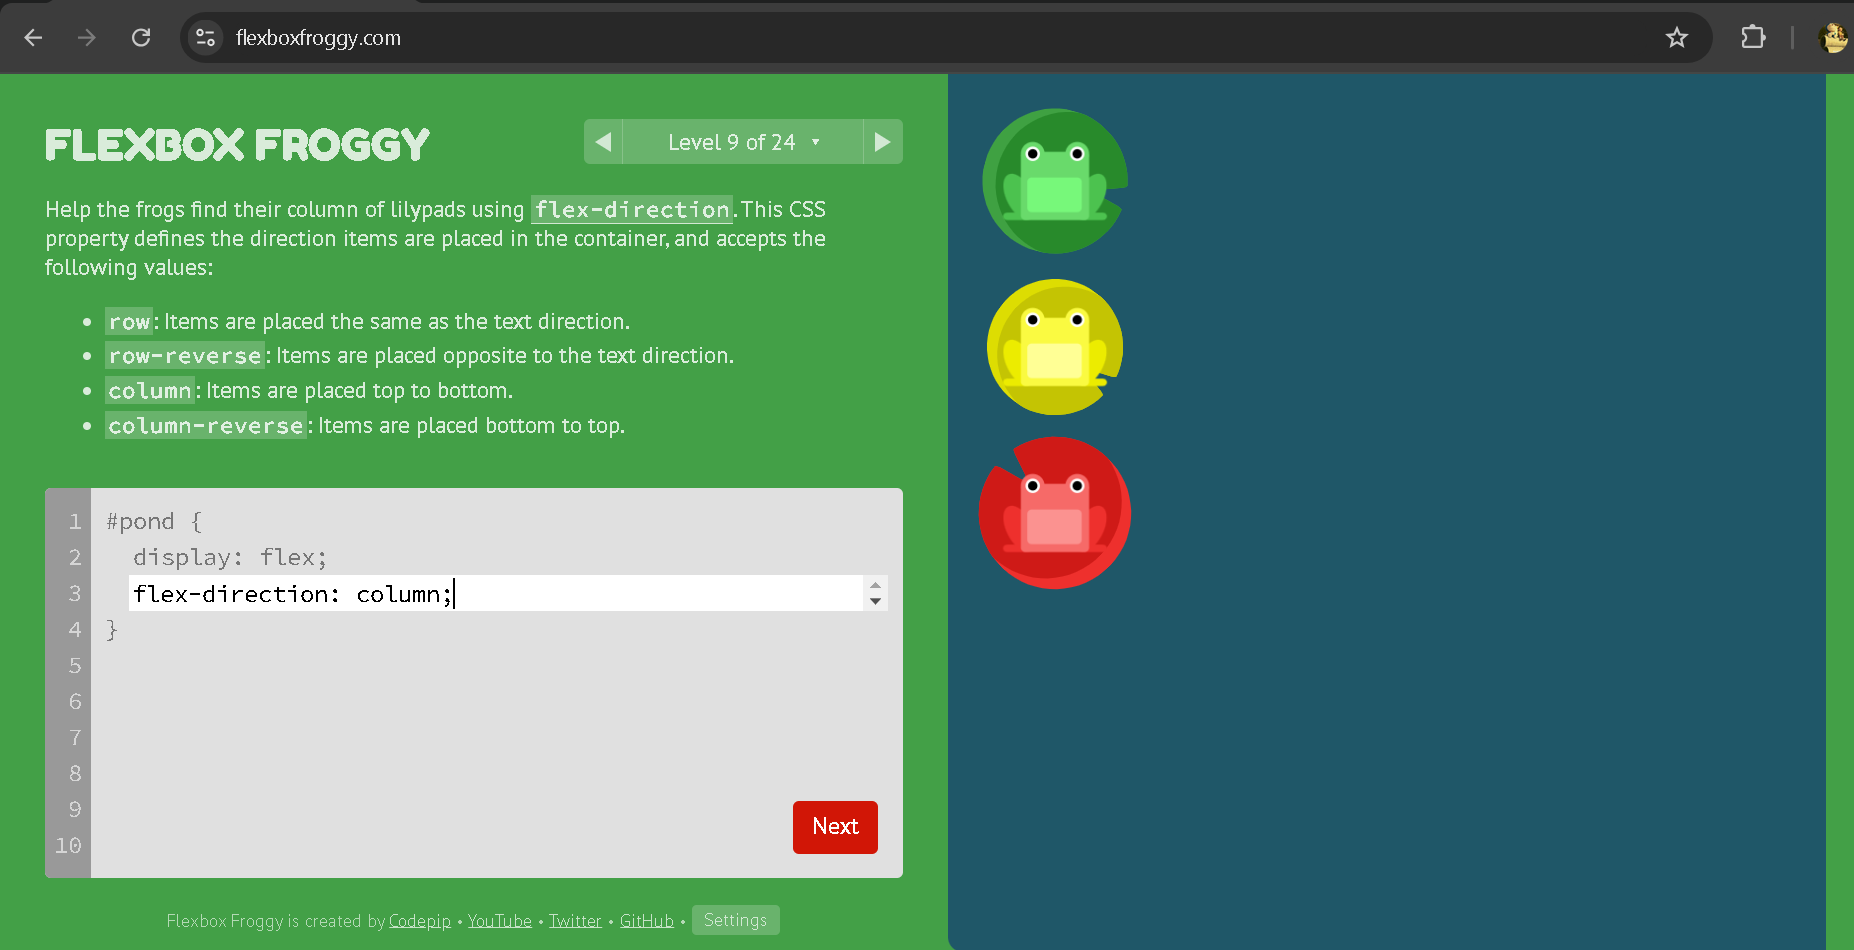 flexboxfroggy.com
FLEXBOX FROGGY
Level 9 of 24
Help the frogs find their column of lilypads using flex-direction. This CSS
property defines the direction items are placed in the container, and accepts the
following values:
• row: Items are placed the same as the text direction.
• row-reverse: Items are placed opposite to the text direction.
• column: Items are placed top to bottom.
• column-reverse: Items are placed bottom to top.
1 #pond {
2 display: flex;
3 flex-direction: column;
4 }
5
6
7
8
9
10
Next
Flexbox Froggy is created by Codepip • YouTube • Twitter • GitHub • Settings